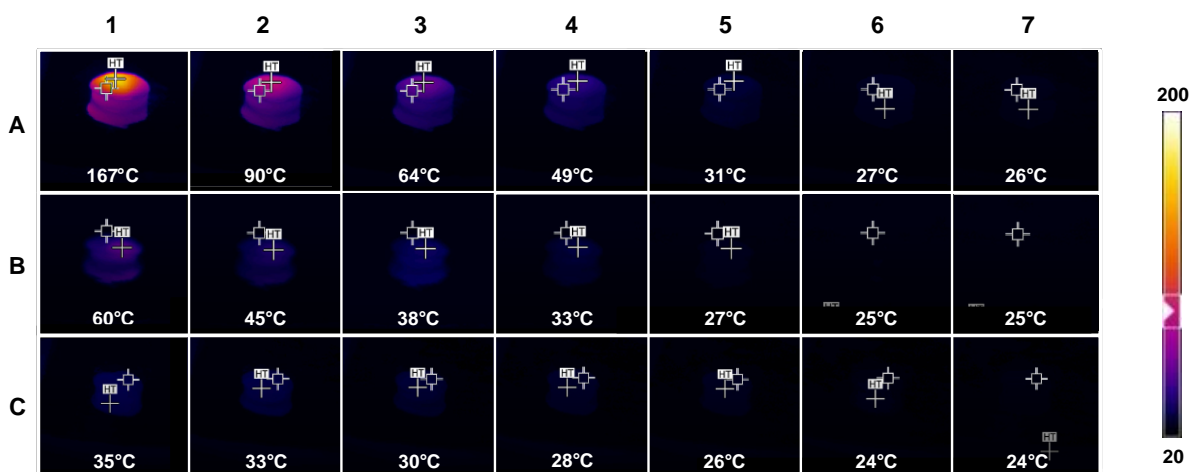 1 2 3 4 5 6 7
A
HT HT HT HT HT HT HT
167°C 90°C 64°C 49°C 31°C 27°C 26°C
B
HT HT HT HT HT
60°C 45°C 38°C 33°C 27°C 25°C 25°C
C
HT HT HT HT HT HT HT
35°C 33°C 30°C 28°C 26°C 24°C 24°C
200
20